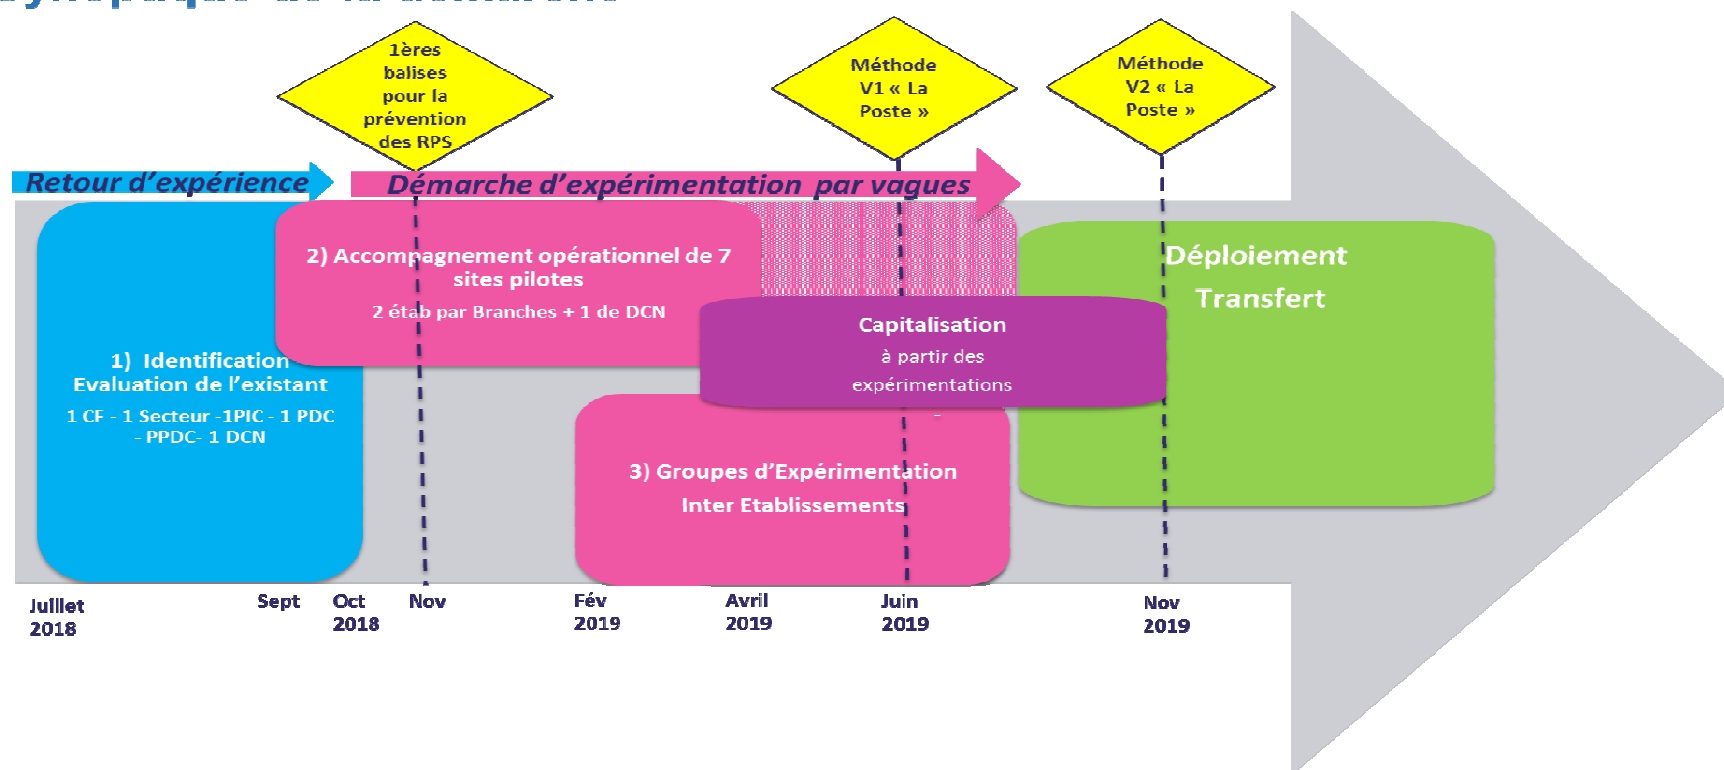 1ères
balises
pour la
prévention
des RPS
Méthode
V1 « La
Poste »
Méthode
V2 « La
Poste »
Retour d'expérience
Démarche d'expérimentation par vagues
1) Identification
Evaluation de l'existant
1 CF - 1 Secteur -1PIC - 1 PDC
- PPDC- 1 DCN
2) Accompagnement opérationnel de 7
sites pilotes
2 étab par Branches + 1 de DCN
Capitalisation
à partir des
expérimentations
3) Groupes d'Expérimentation
Inter Etablissements
Déploiement
Transfert
Juillet
2018
Sept
Oct
2018
Nov
Fév
2019
Avril
2019
Juin
2019
Nov
2019